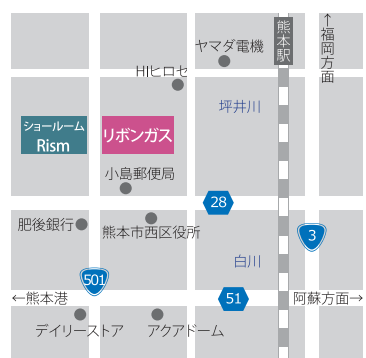 ↑福岡方面
熊本駅
ヤマダ電機
HIヒロセ
坪井川
ショールーム
Rism
リボンガス
小島郵便局
28
肥後銀行
熊本市西区役所
3
白川
501
←熊本港
51
阿蘇方面→
デイリーストア
アクアドーム